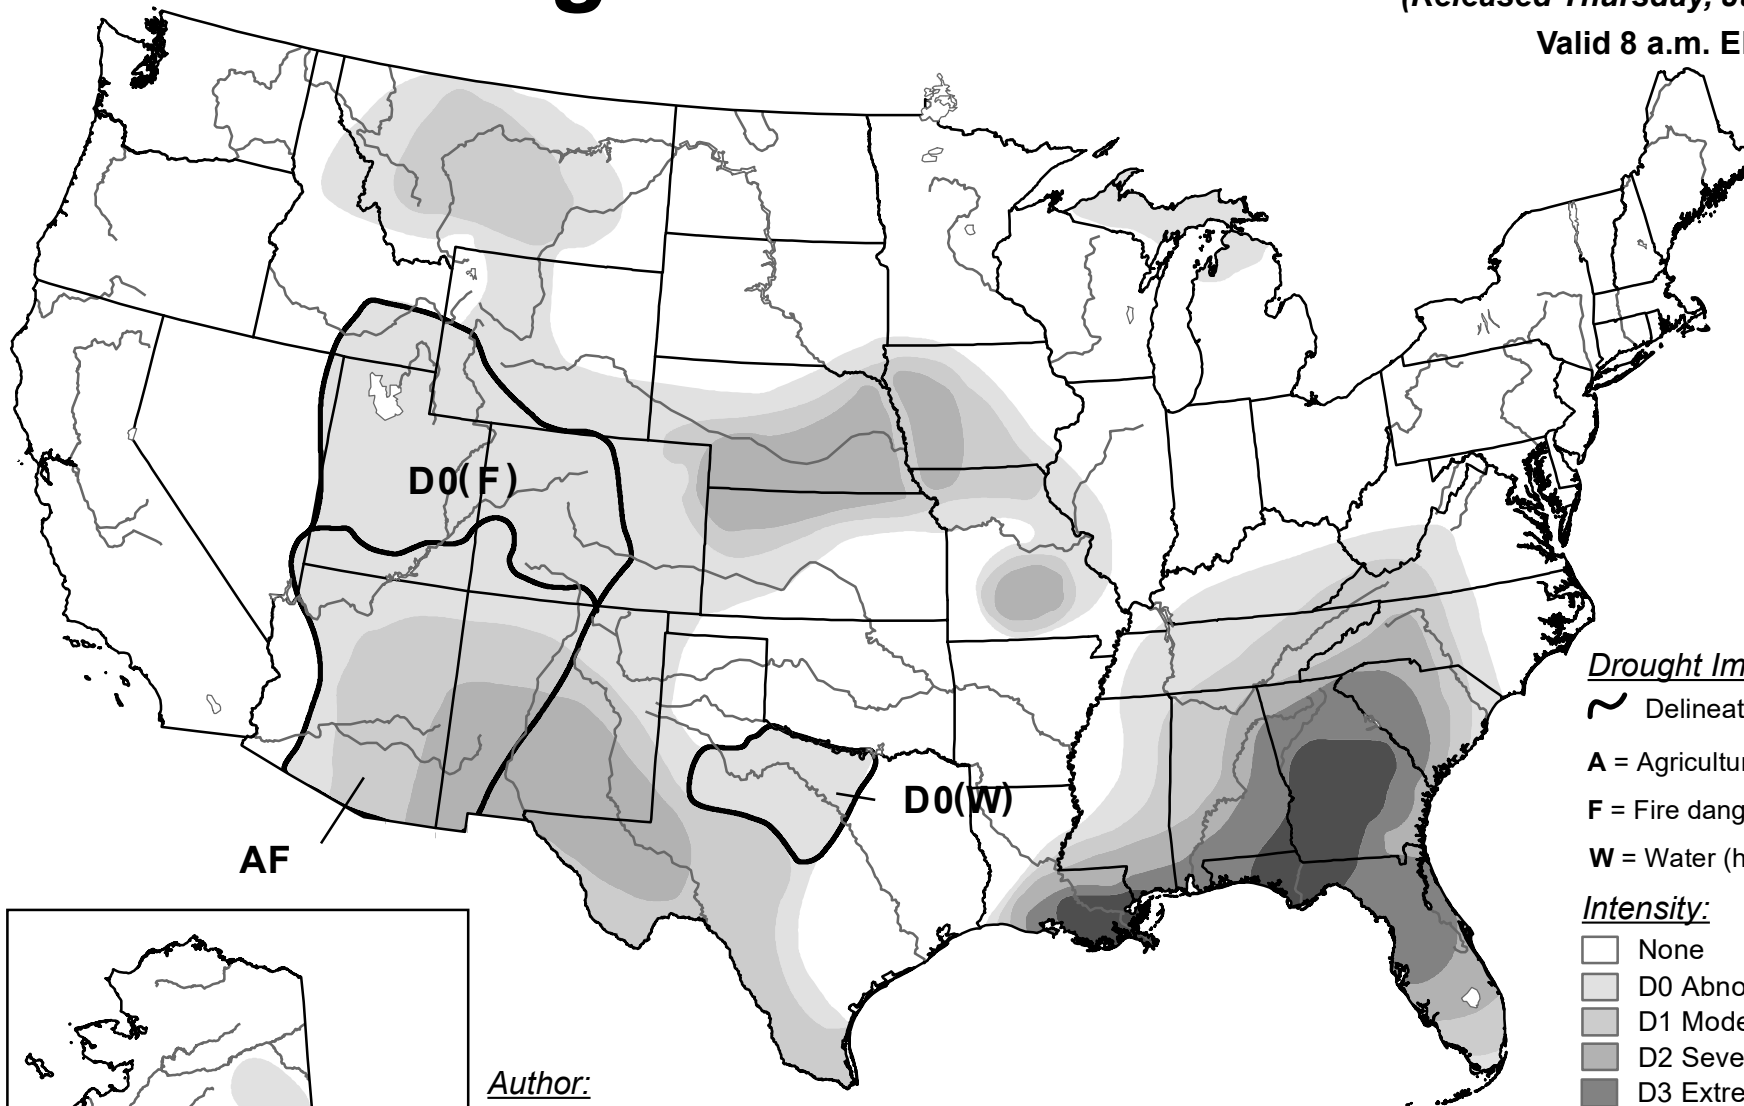 (Released Thursday,
Valid 8 a.m.
D0(F)
D0(W)
AF
Drought
Delineat
A = Agricultur
F = Fire dang
W = Water (h
Intensity:
None
D0 Abno
D1 Mode
D2 Seve
D3 Extre
Author: